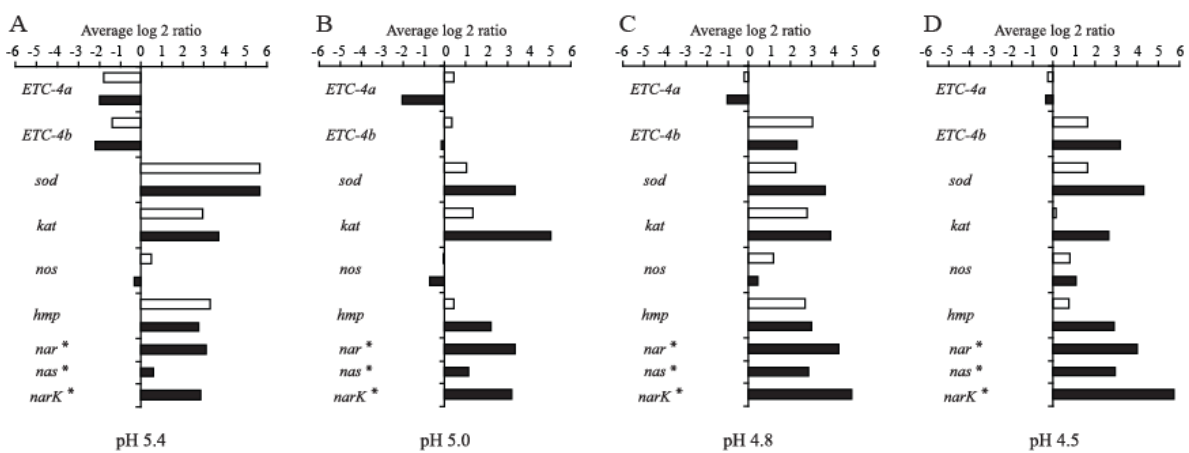 A
Average log 2 ratio
-6 -5 -4 -3 -2 -1 0 1 2 3 4 5 6
ETC-4a
ETC-4b
sod
kat
nos
hmp
nar *
nas *
narK *
pH 5.4
B
Average log 2 ratio
-6 -5 -4 -3 -2 -1 0 1 2 3 4 5 6
ETC-4a
ETC-4b
sod
kat
nos
hmp
nar *
nas *
narK *
pH 5.0
C
Average log 2 ratio
-6 -5 -4 -3 -2 -1 0 1 2 3 4 5 6
ETC-4a
ETC-4b
sod
kat
nos
hmp
nar *
nas *
narK *
pH 4.8
D
Average log 2 ratio
-6 -5 -4 -3 -2 -1 0 1 2 3 4 5 6
ETC-4a
ETC-4b
sod
kat
nos
hmp
nar *
nas *
narK *
pH 4.5